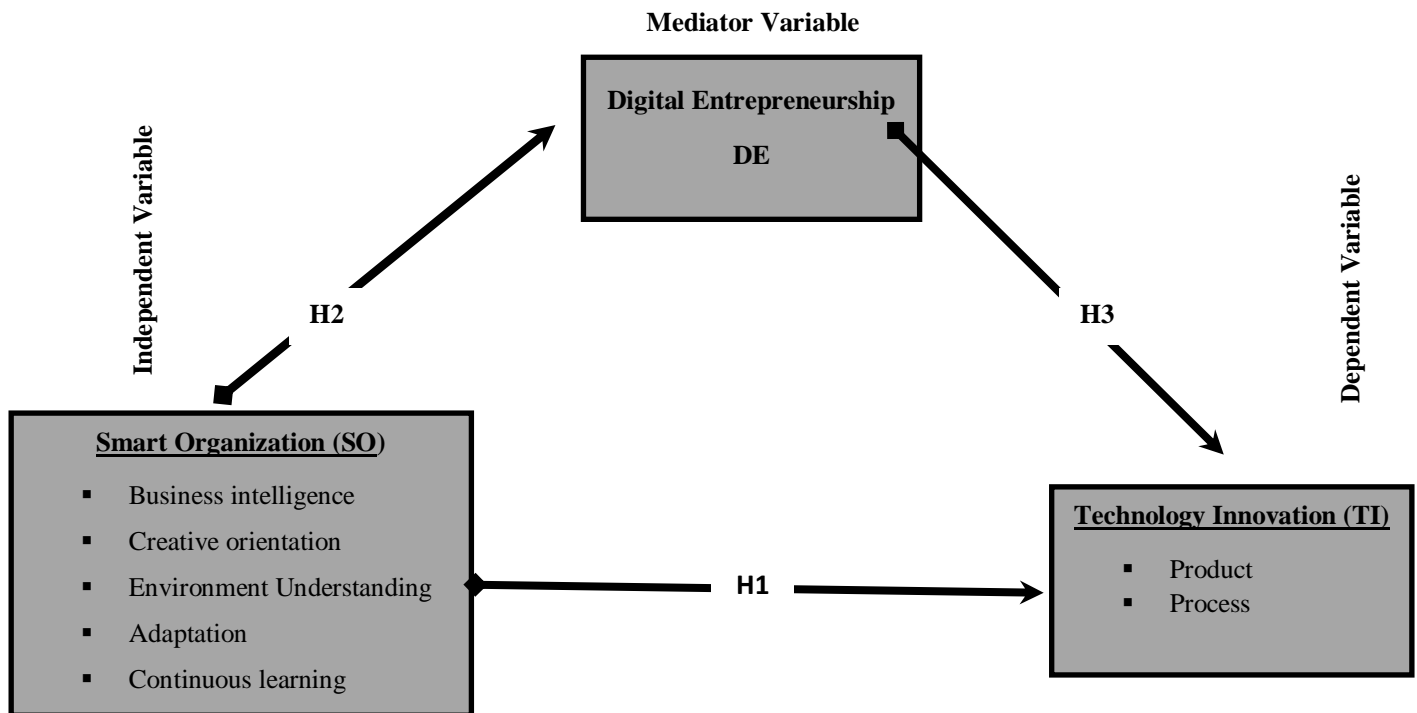 Mediator Variable
Digital Entrepreneurship
DE
Independent Variable
Dependent Variable
H2
H3
Smart Organization (SO)
▪ Business intelligence
▪ Creative orientation
▪ Environment Understanding
▪ Adaptation
▪ Continuous learning
H1
Technology Innovation (TI)
▪ Product
▪ Process